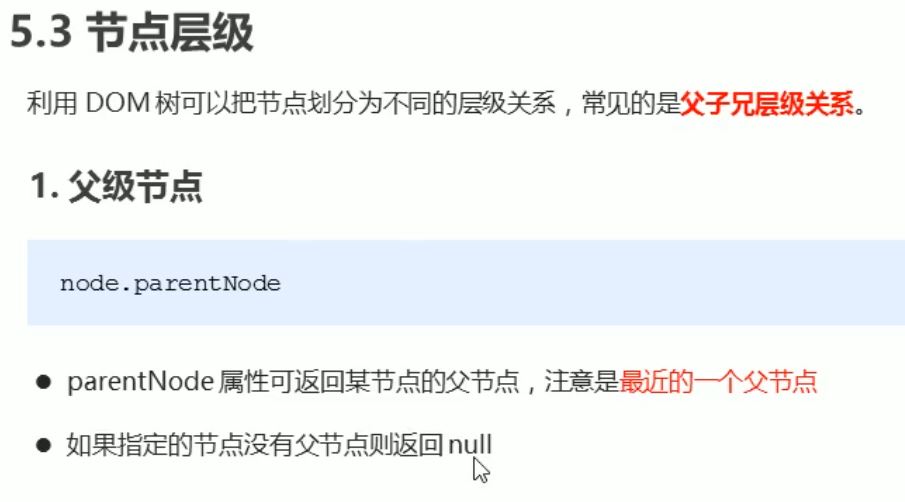 5.3 节点层级
利用 DOM 树可以把节点划分为不同的层级关系，常见的是父子兄层级关系。
1. 父级节点
node.parentNode
● parentNode 属性可返回某节点的父节点，注意是最近的一个父节点
● 如果指定的节点没有父节点则返回 null